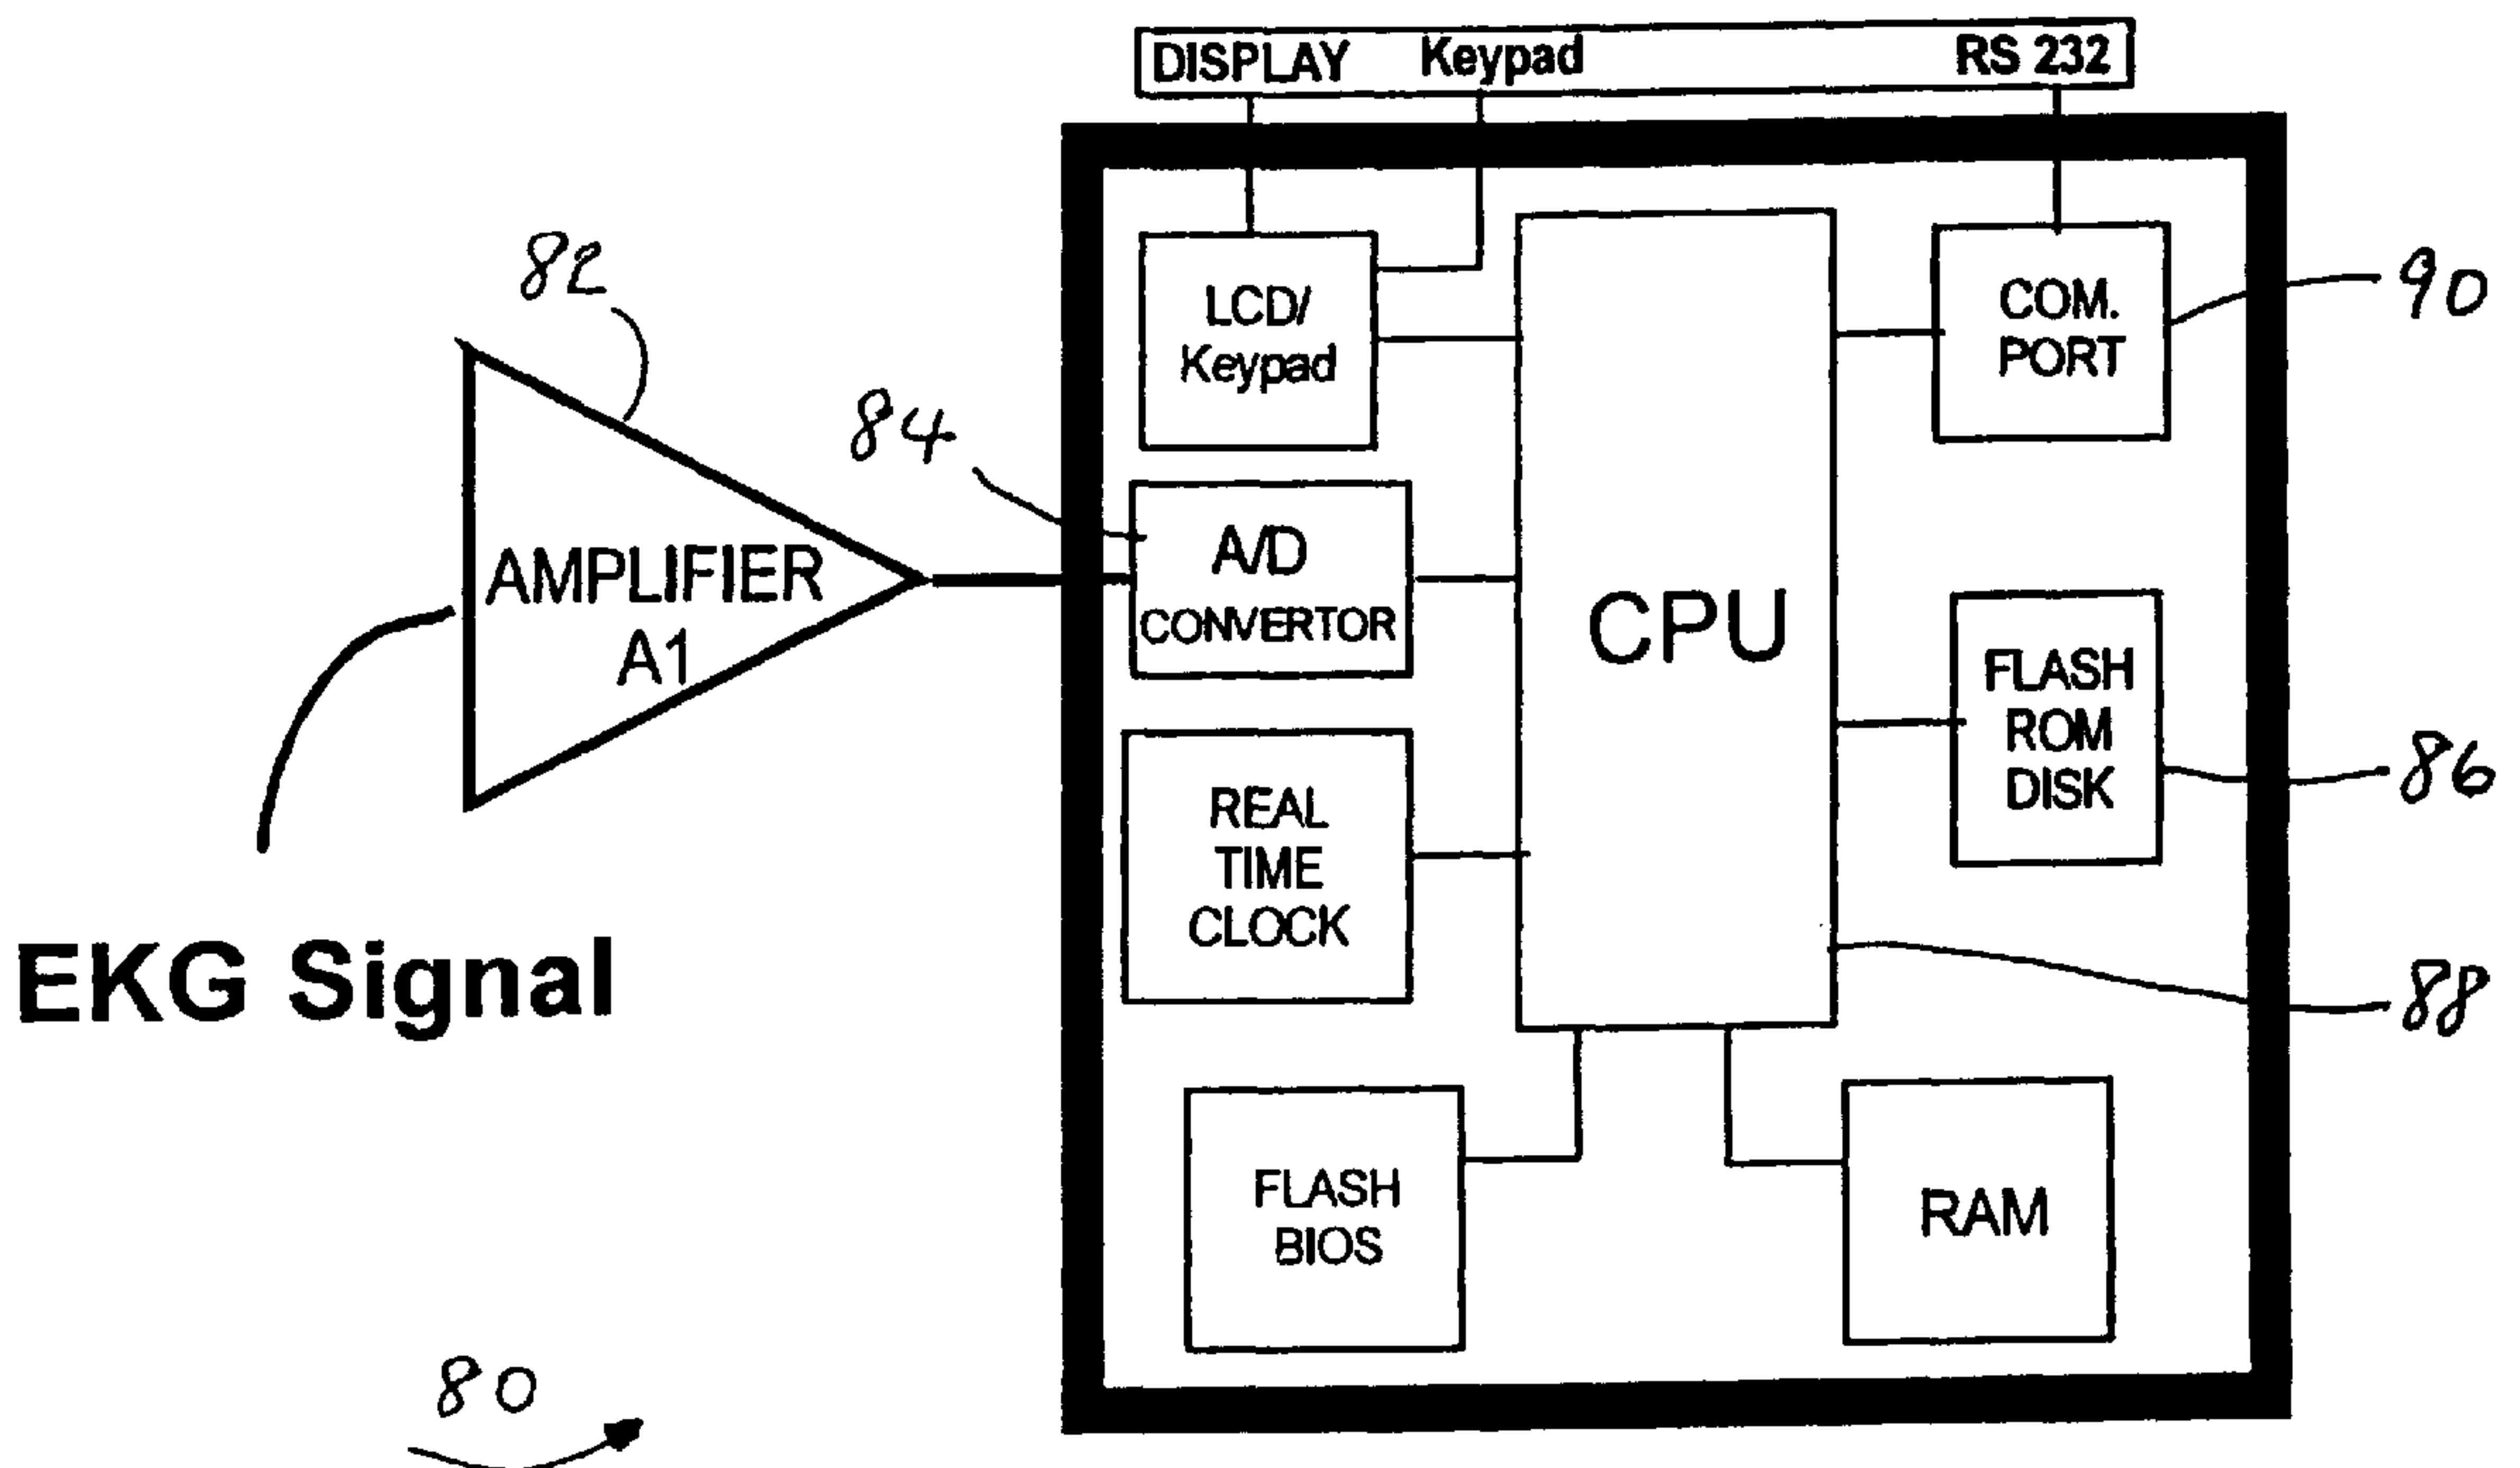 DISPLAY Keypad RS 232
82
LCD/
Keypad
COM.
PORT
90
84
A/D
CONVERTOR
AMPLIFIER
A1
CPU
FLASH
ROM
DISK
86
REAL
TIME
CLOCK
EKG Signal
88
FLASH
BIOS
RAM
80